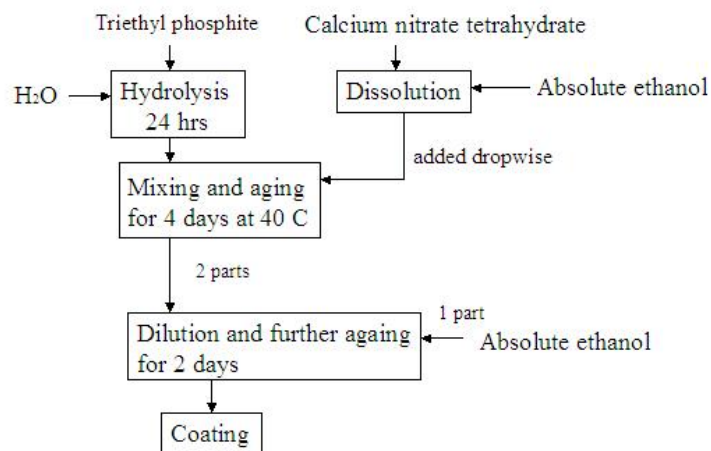 Triethyl phosphite
Calcium nitrate tetrahydrate
H₂O
Hydrolysis
24 hrs
Dissolution
Absolute ethanol
added dropwise
Mixing and aging
for 4 days at 40 C
2 parts
1 part
Dilution and further againg
for 2 days
Absolute ethanol
Coating